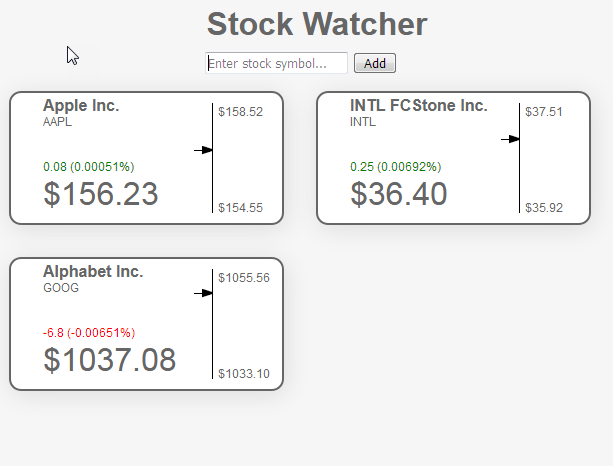 Stock Watcher
Enter stock symbol...
Add
Apple Inc.
AAPL
$158.52
0.08 (0.00051%)
$156.23
$154.55
INTL FCStone Inc.
INTL
$37.51
0.25 (0.00692%)
$36.40
$35.92
Alphabet Inc.
GOOG
$1055.56
-6.8 (-0.00651%)
$1037.08
$1033.10